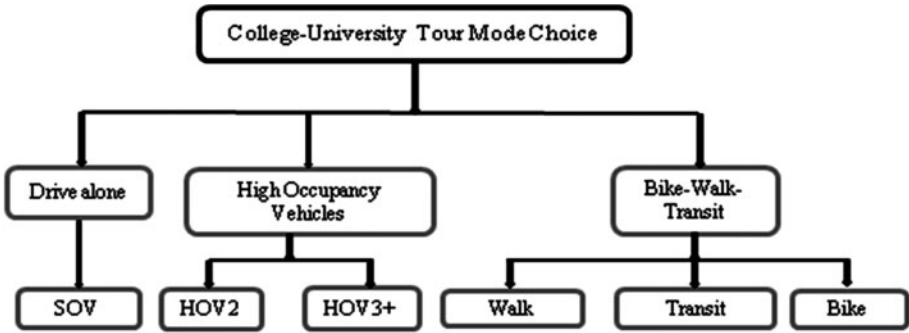 College-University Tour Mode Choice
Drive alone
High Occupancy
Vehicles
Bike-Walk-
Transit
SOV
HOV2
HOV3+
Walk
Transit
Bike